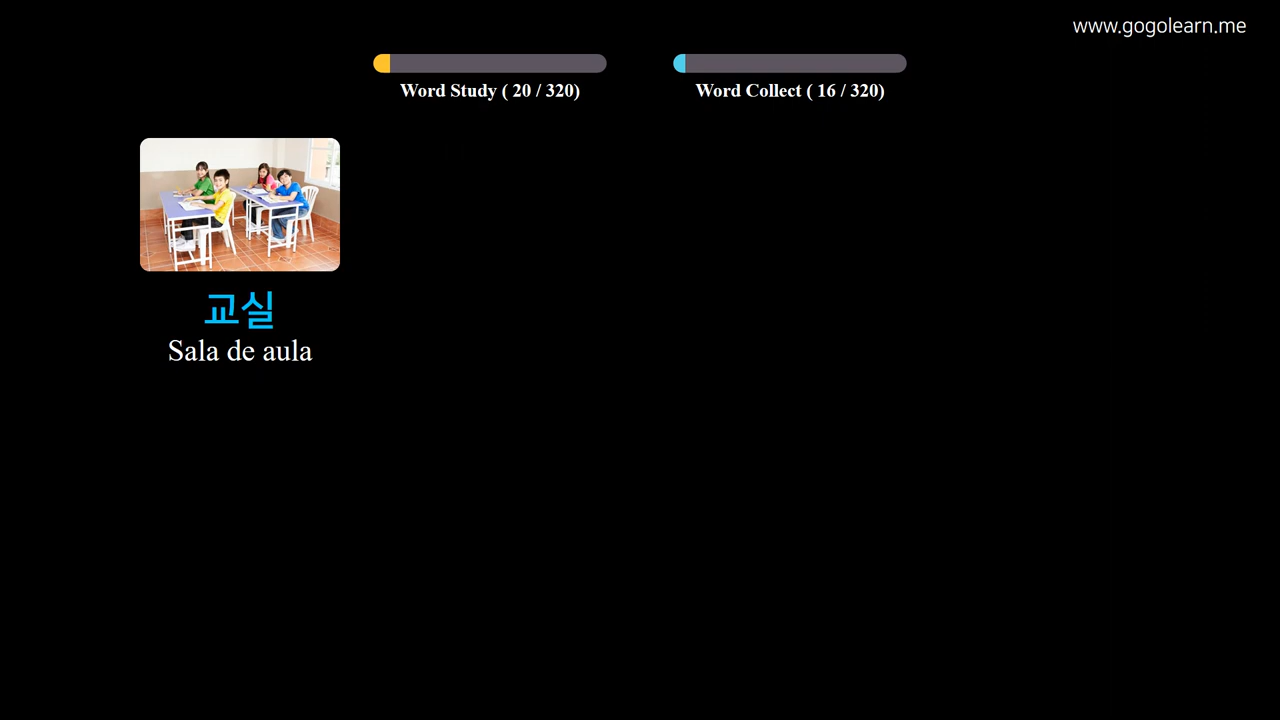 www.gogolearn.me
Word Study ( 20 / 320)
Word Collect ( 16 / 320)
교실
Sala de aula